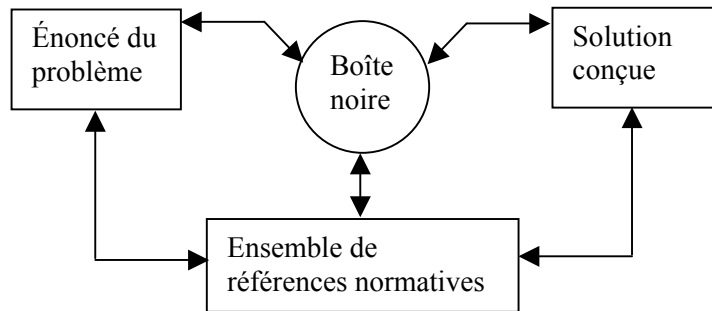 Énoncé du
problème
Boîte
noire
Solution
conçue
Ensemble de
références normatives